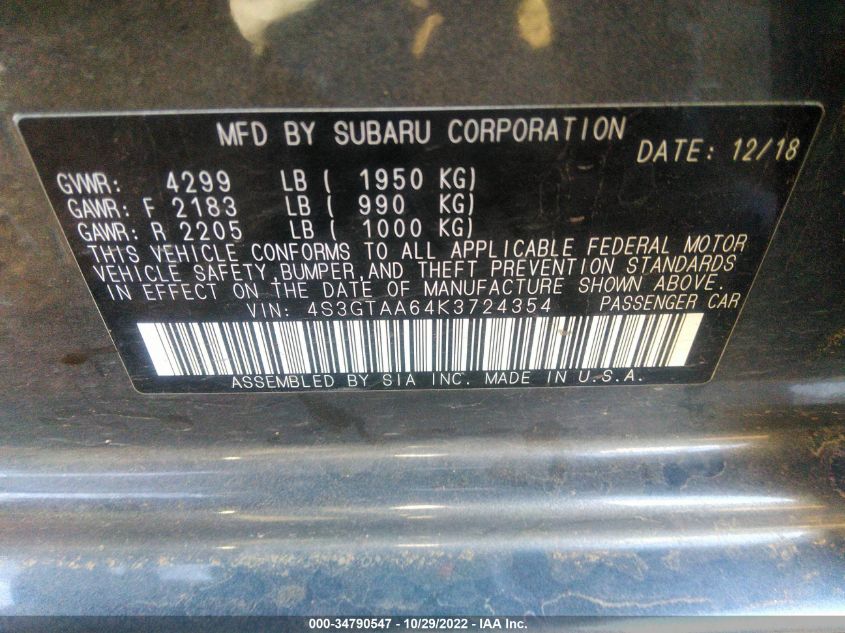 MFD BY SUBARU CORPORATION
DATE: 12/18
GVWR: 4299 LB ( 1950 KG)
GAWR: F 2183 LB ( 990 KG)
GAWR: R 2205 LB ( 1000 KG)
THIS VEHICLE CONFORMS TO ALL APPLICABLE FEDERAL MOTOR
VEHICLE SAFETY, BUMPER, AND THEFT PREVENTION STANDARDS
IN EFFECT ON THE DATE OF MANUFACTURE SHOWN ABOVE.
VIN: 4S3GTAA64K3724354 PASSENGER CAR
ASSEMBLED BY SIA INC. MADE IN U.S.A.
000-34790547 - 10/29/2022 - IAA Inc.